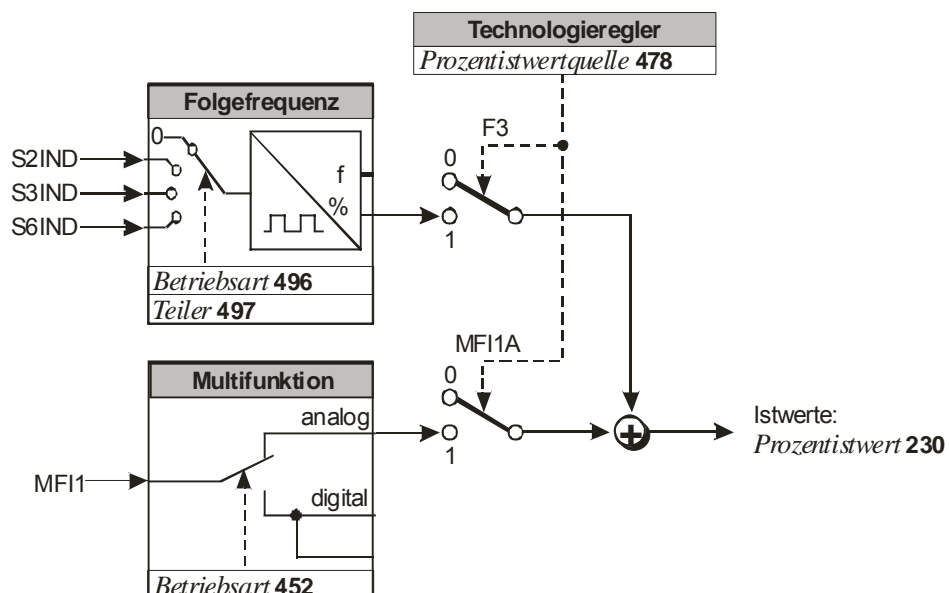 Technologieregler
Prozentistwertquelle 478
Folgefrequenz
F3
0
S2IND
0
f
S3IND
%
S6IND
1
Betriebsart 496
Teiler 497
MFI1A
Multifunktion
0
analog
Istwerte:
1
Prozentistwert 230
MFI1
digital
Betriebsart 452